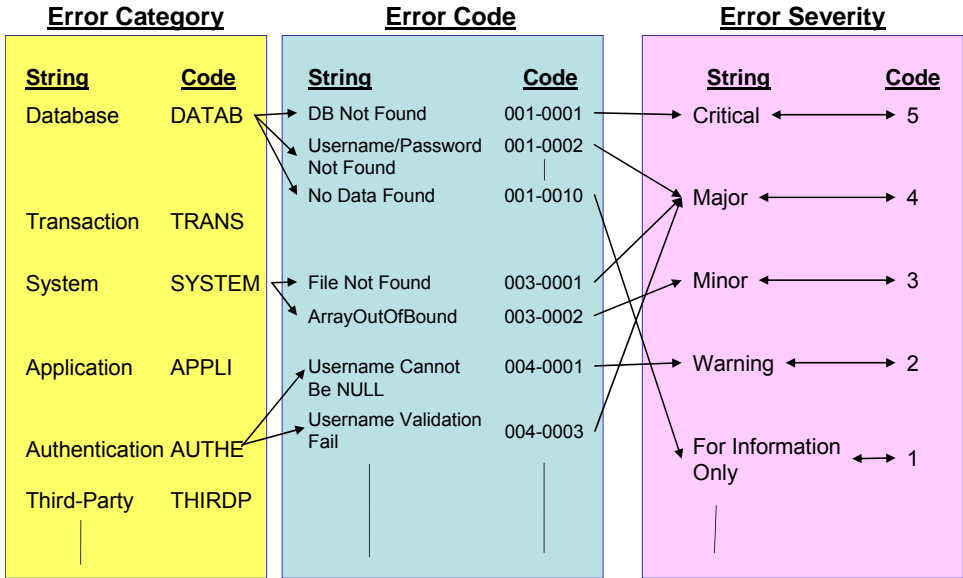 Error Category
Error Code
Error Severity
String Code
String Code
String Code
Database DATAB
DB Not Found 001-0001
Critical 5
Username/Password 001-0002
Not Found
No Data Found 001-0010
Major 4
Transaction TRANS
System SYSTEM
File Not Found 003-0001
Minor 3
ArrayOutOfBound 003-0002
Application APPLI
Username Cannot 004-0001
Be NULL
Warning 2
Username Validation
Fail 004-0003
Authentication AUTHE
For Information
Only 1
Third-Party THIRDP